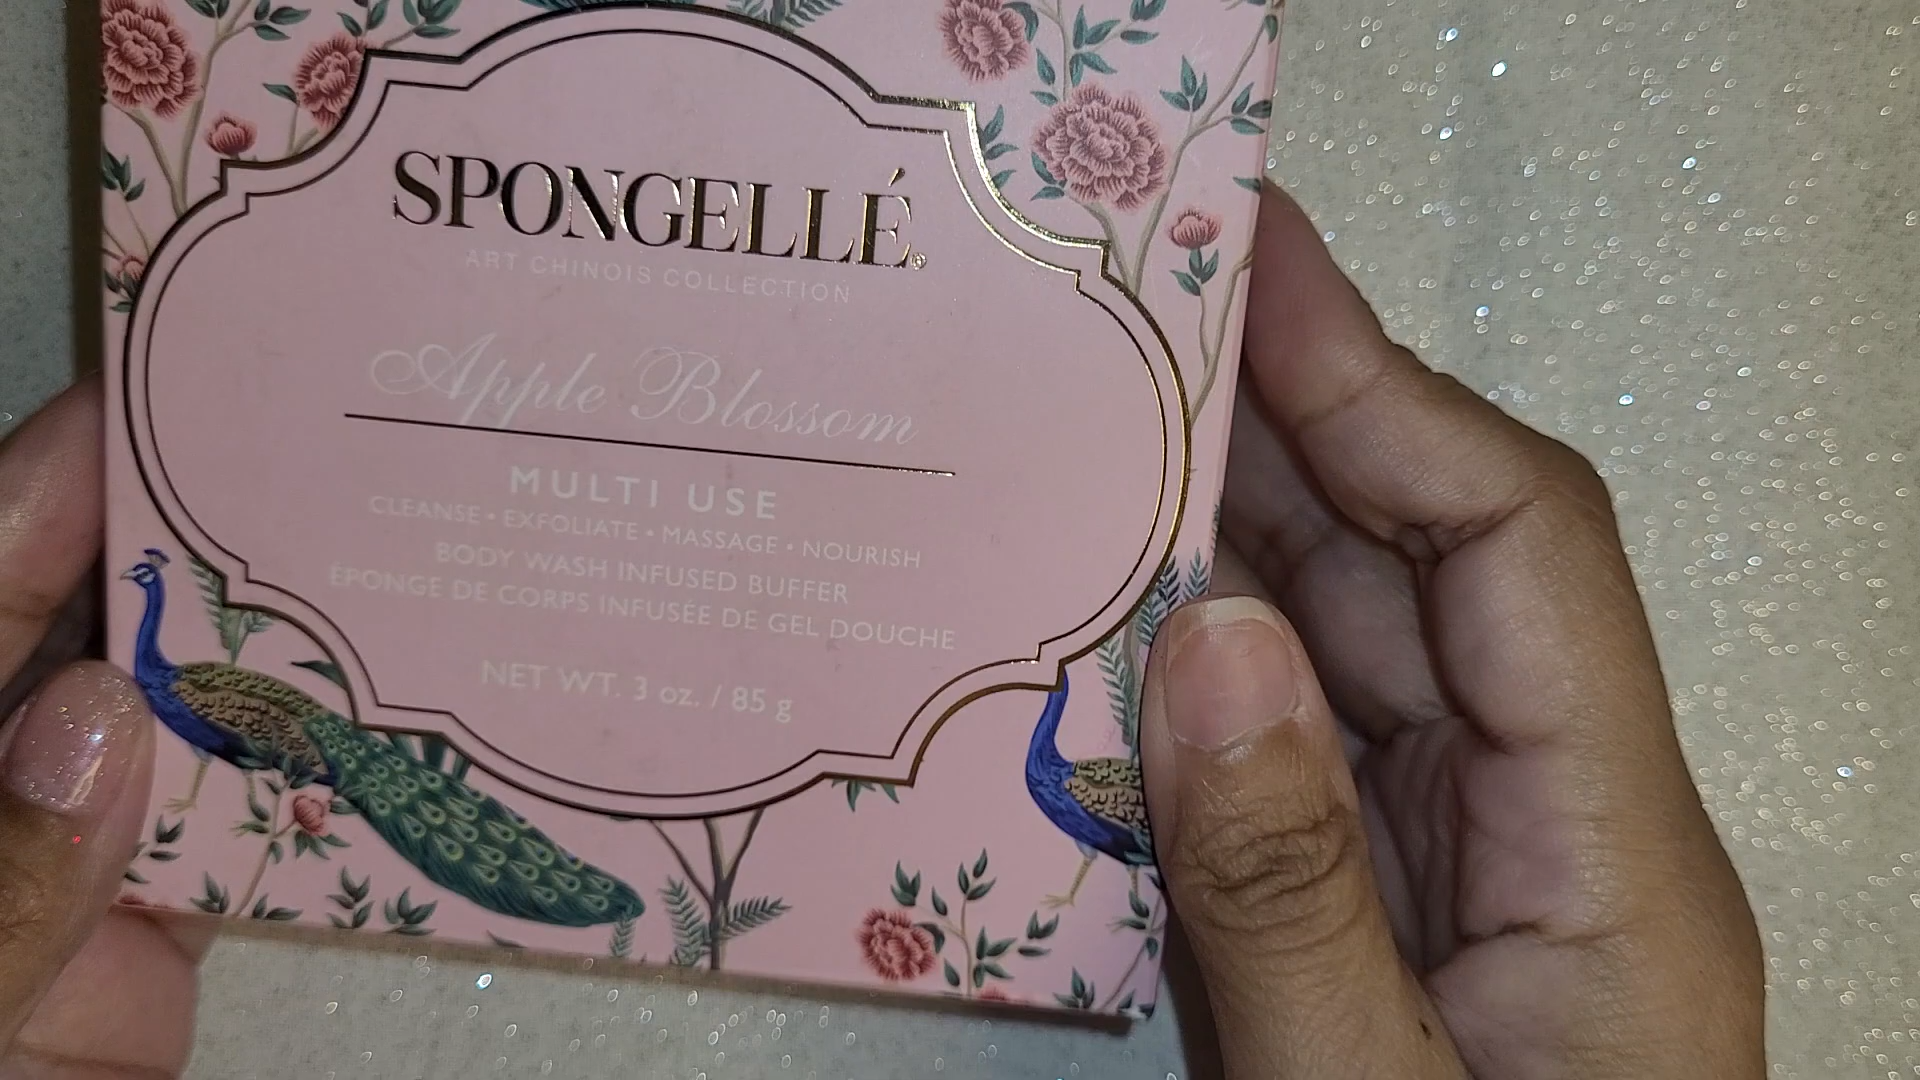 SPONGELLÉ®
ART CHINOIS COLLECTION
Apple Blossom
MULTI USE
CLEANSE • EXFOLIATE • MASSAGE • NOURISH
BODY WASH INFUSED BUFFER
ÉPONGE DE CORPS INFUSÉE DE GEL DOUCHE
NET WT. 3 oz. / 85 g